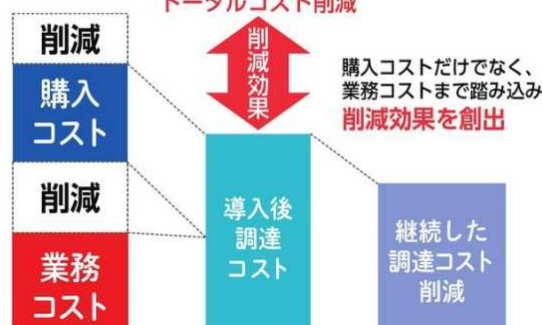 トータルコスト削減
削減
購入
コスト
削減
業務
コスト
削減効果
導入後
調達
コスト
購入コストだけでなく、
業務コストまで踏み込み
削減効果を創出
継続した
調達コスト
削減